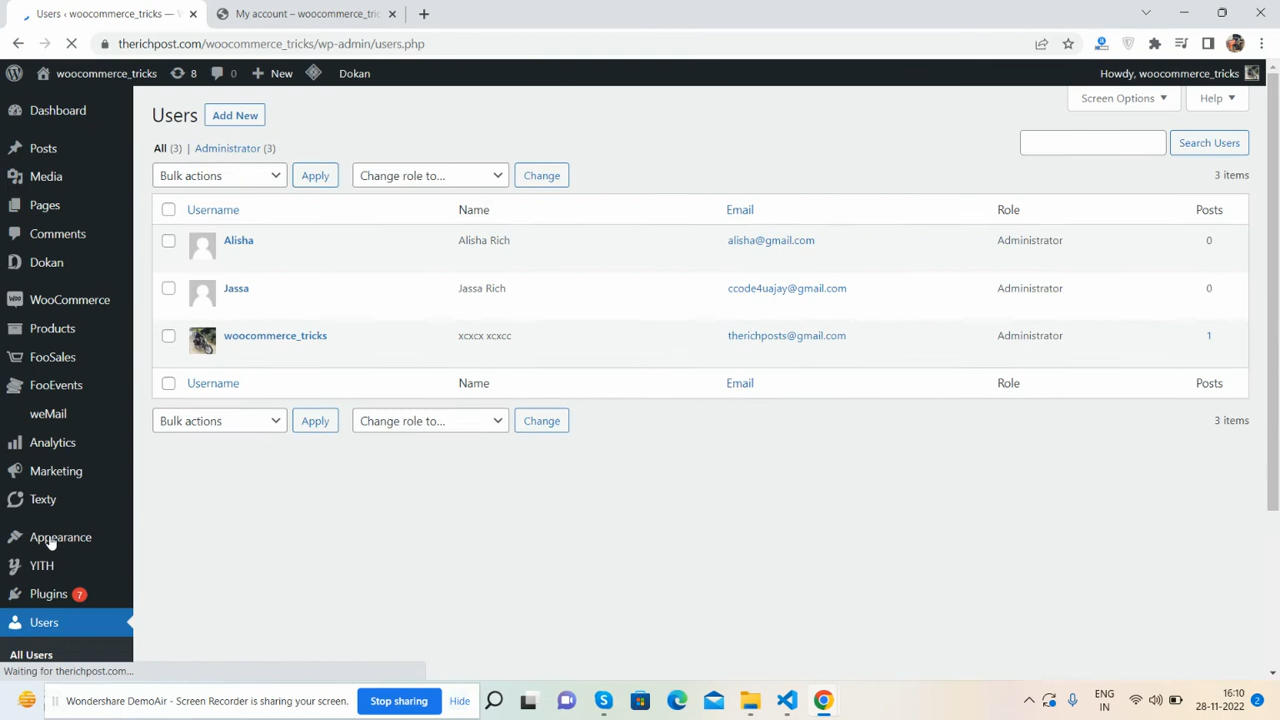 Users ‹ woocommerce_tricks — W
My account – woocommerce_tric
therichpost.com/woocommerce_tricks/wp-admin/users.php
woocommerce_tricks 8 0 New Dokan Howdy, woocommerce_tricks
Screen Options Help
Dashboard
Posts
Media
Pages
Comments
Dokan
WooCommerce
Products
FooSales
FooEvents
weMail
Analytics
Marketing
Texty
Appearance
YITH
Plugins 7
Users
All Users
Users Add New
All (3) | Administrator (3)
Search Users
Bulk actions Apply Change role to... Change 3 items
Username Name Email Role Posts
Alisha Alisha Rich alisha@gmail.com Administrator 0
Jassa Jassa Rich ccode4uajay@gmail.com Administrator 0
woocommerce_tricks xcxcx xcxcc therichposts@gmail.com Administrator 1
Username Name Email Role Posts
Bulk actions Apply Change role to... Change 3 items
Waiting for therichpost.com...
Wondershare DemoAir - Screen Recorder is sharing your screen. Stop sharing Hide
ENG
IN
16:10
28-11-2022
2